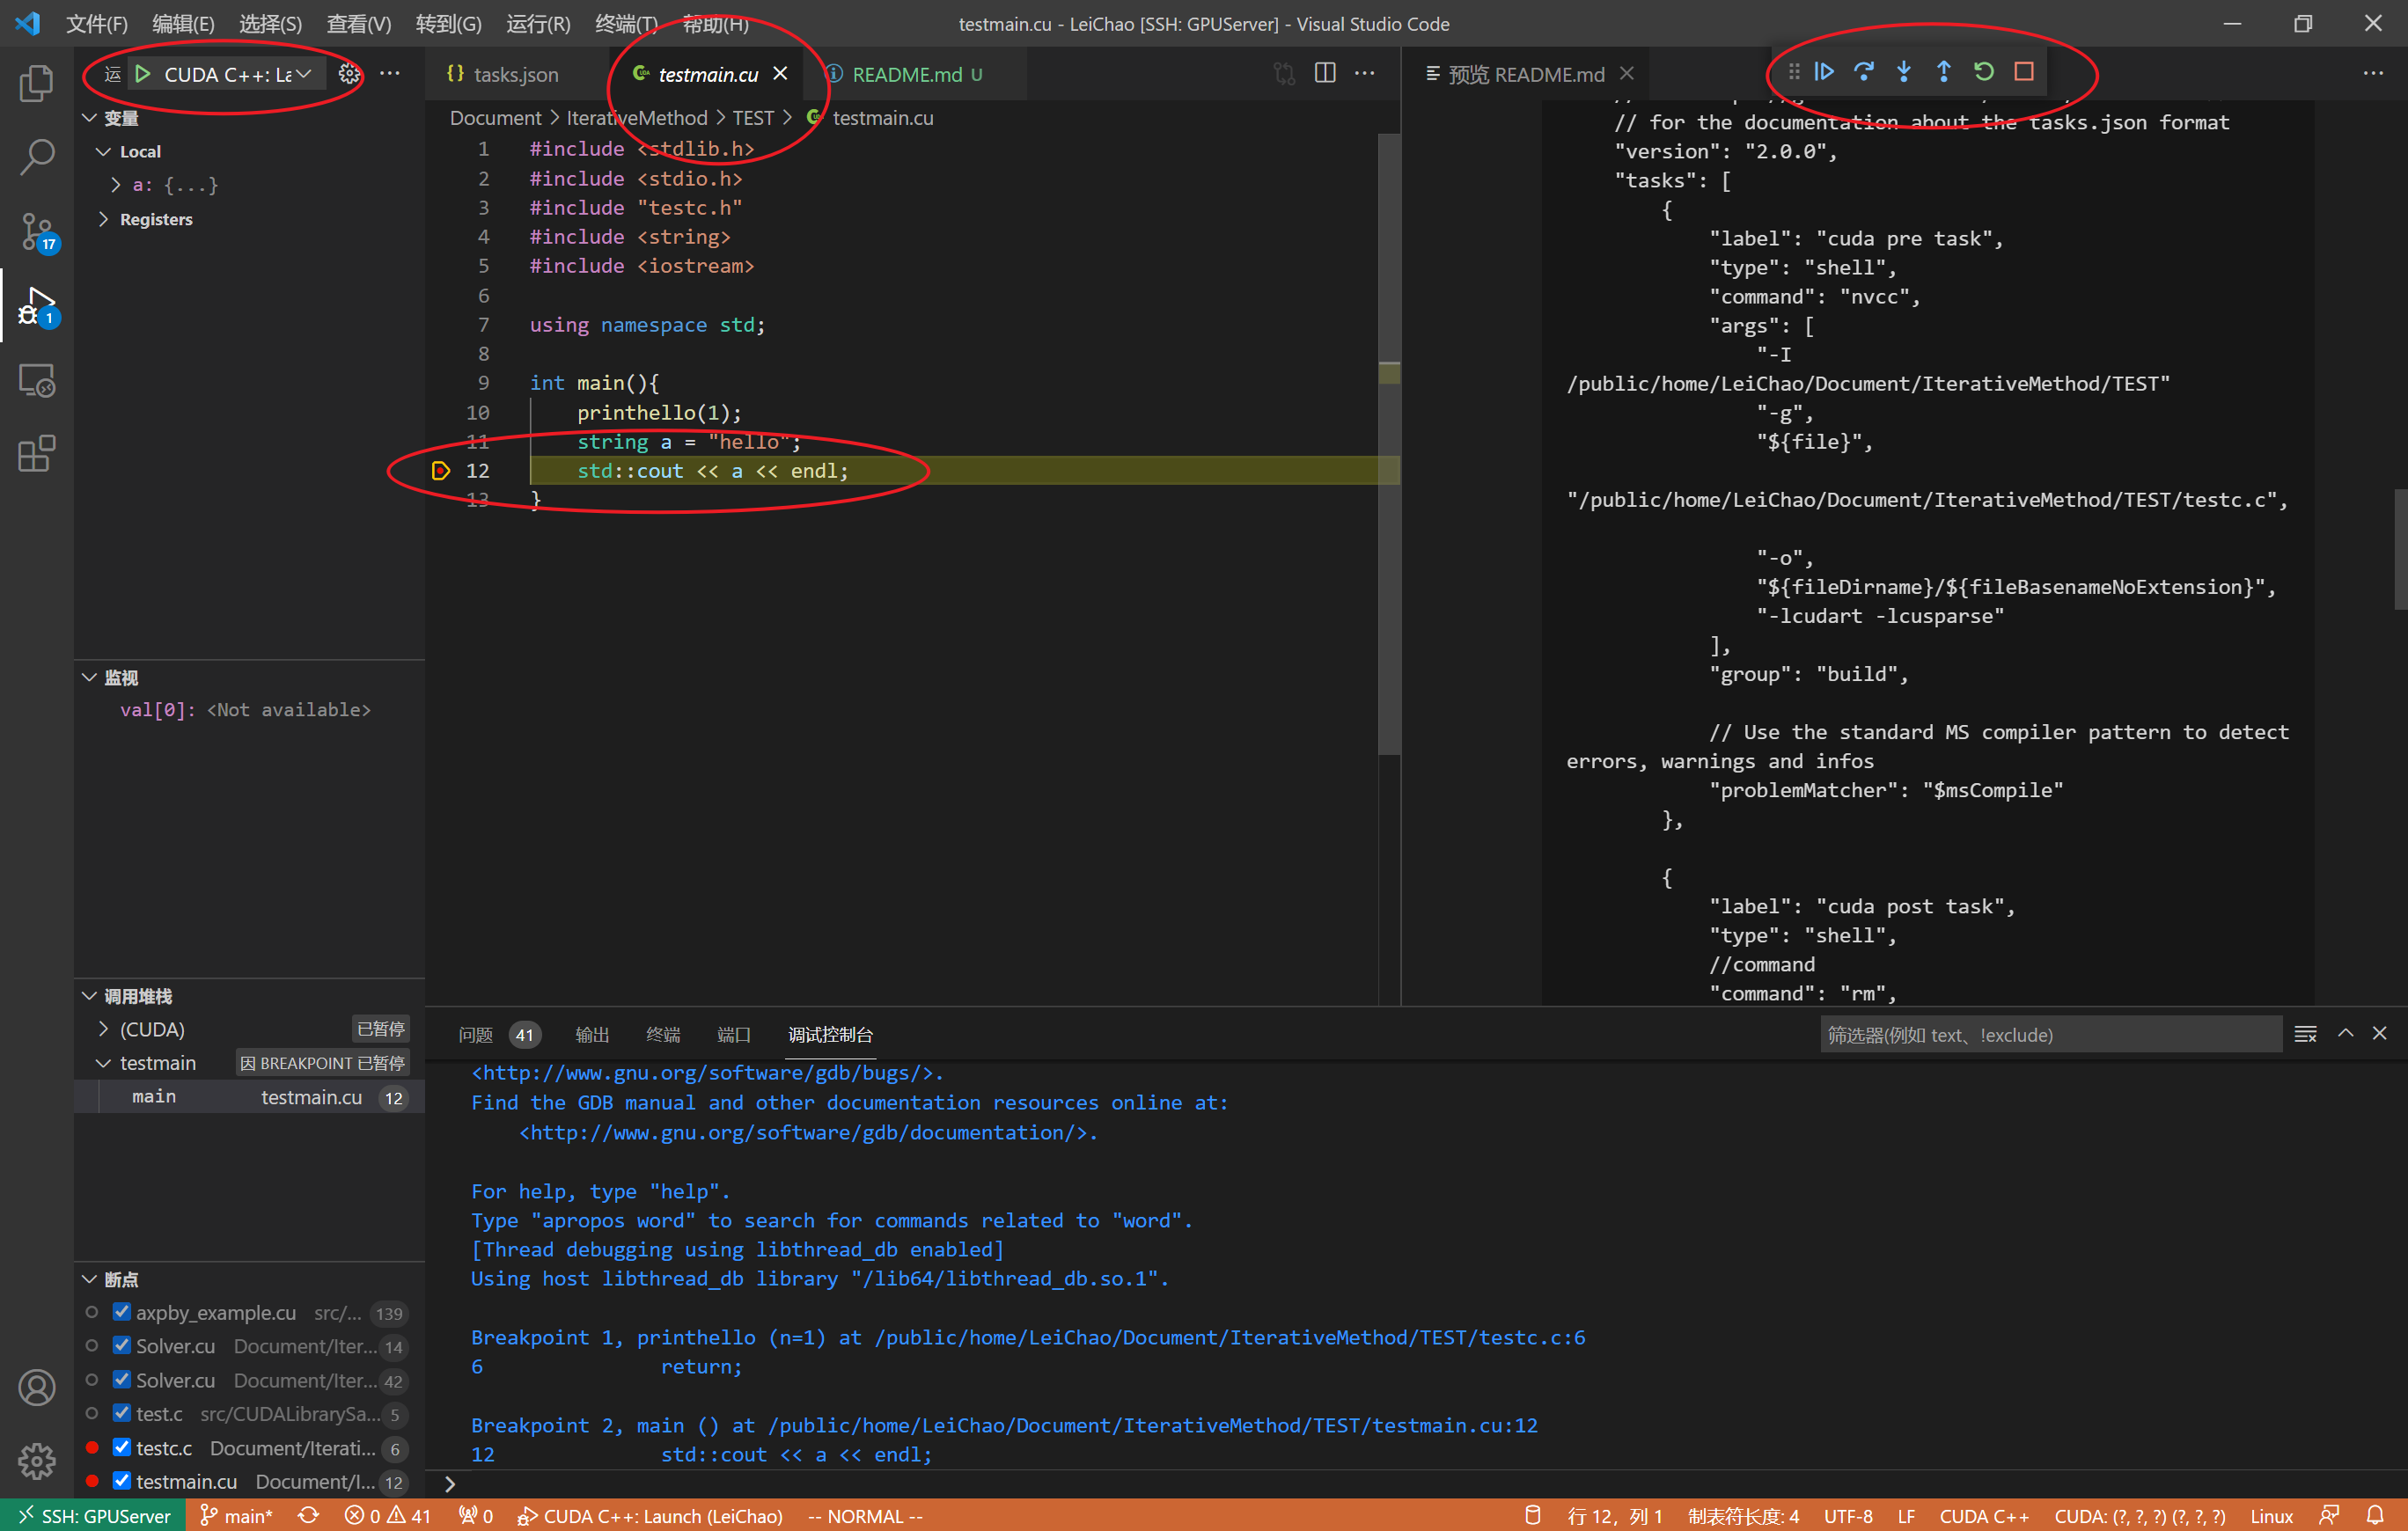 文件(F) 编辑(E) 选择(S) 查看(V) 转到(G) 运行(R) 终端(T) 帮助(H) testmain.cu - LeiChao [SSH: GPUServer] - Visual Studio Code
运 CUDA C++: La
变量
Local
a: {...}
Registers
17
1
监视
val[0]: <Not available>
调用堆栈
(CUDA) 已暂停
testmain 因 BREAKPOINT 已暂停
main testmain.cu 12
断点
axpby_example.cu src/... 139
Solver.cu Document/Iter... 14
Solver.cu Document/Iter... 42
test.c src/CUDALibrarySa... 5
testc.c Document/Iterati... 6
testmain.cu Document/I... 12
{} tasks.json testmain.cu README.md U
Document > IterativeMethod > TEST > testmain.cu
1 #include <stdlib.h>
2 #include <stdio.h>
3 #include "testc.h"
4 #include <string>
5 #include <iostream>
6
7 using namespace std;
8
9 int main(){
10 printhello(1);
11 string a = "hello";
12 std::cout << a << endl;
13 }
预览 README.md
// for the documentation about the tasks.json format
"version": "2.0.0",
"tasks": [
{
"label": "cuda pre task",
"type": "shell",
"command": "nvcc",
"args": [
"-I
/public/home/LeiChao/Document/IterativeMethod/TEST"
"-g",
"${file}",
"/public/home/LeiChao/Document/IterativeMethod/TEST/testc.c",
"-o",
"${fileDirname}/${fileBasenameNoExtension}",
"-lcudart -lcusparse"
],
"group": "build",
// Use the standard MS compiler pattern to detect
errors, warnings and infos
"problemMatcher": "$msCompile"
},
{
"label": "cuda post task",
"type": "shell",
//command
"command": "rm",
问题 41 输出 终端 端口 调试控制台 筛选器(例如 text、!exclude)
<http://www.gnu.org/software/gdb/bugs/>.
Find the GDB manual and other documentation resources online at:
<http://www.gnu.org/software/gdb/documentation/>.
For help, type "help".
Type "apropos word" to search for commands related to "word".
[Thread debugging using libthread_db enabled]
Using host libthread_db library "/lib64/libthread_db.so.1".
Breakpoint 1, printhello (n=1) at /public/home/LeiChao/Document/IterativeMethod/TEST/testc.c:6
6 return;
Breakpoint 2, main () at /public/home/LeiChao/Document/IterativeMethod/TEST/testmain.cu:12
12 std::cout << a << endl;
SSH: GPUServer main* 0 41 0 CUDA C++: Launch (LeiChao) -- NORMAL -- 行 12，列 1 制表符长度: 4 UTF-8 LF CUDA C++ CUDA: (?, ?, ?) (?, ?, ?) Linux